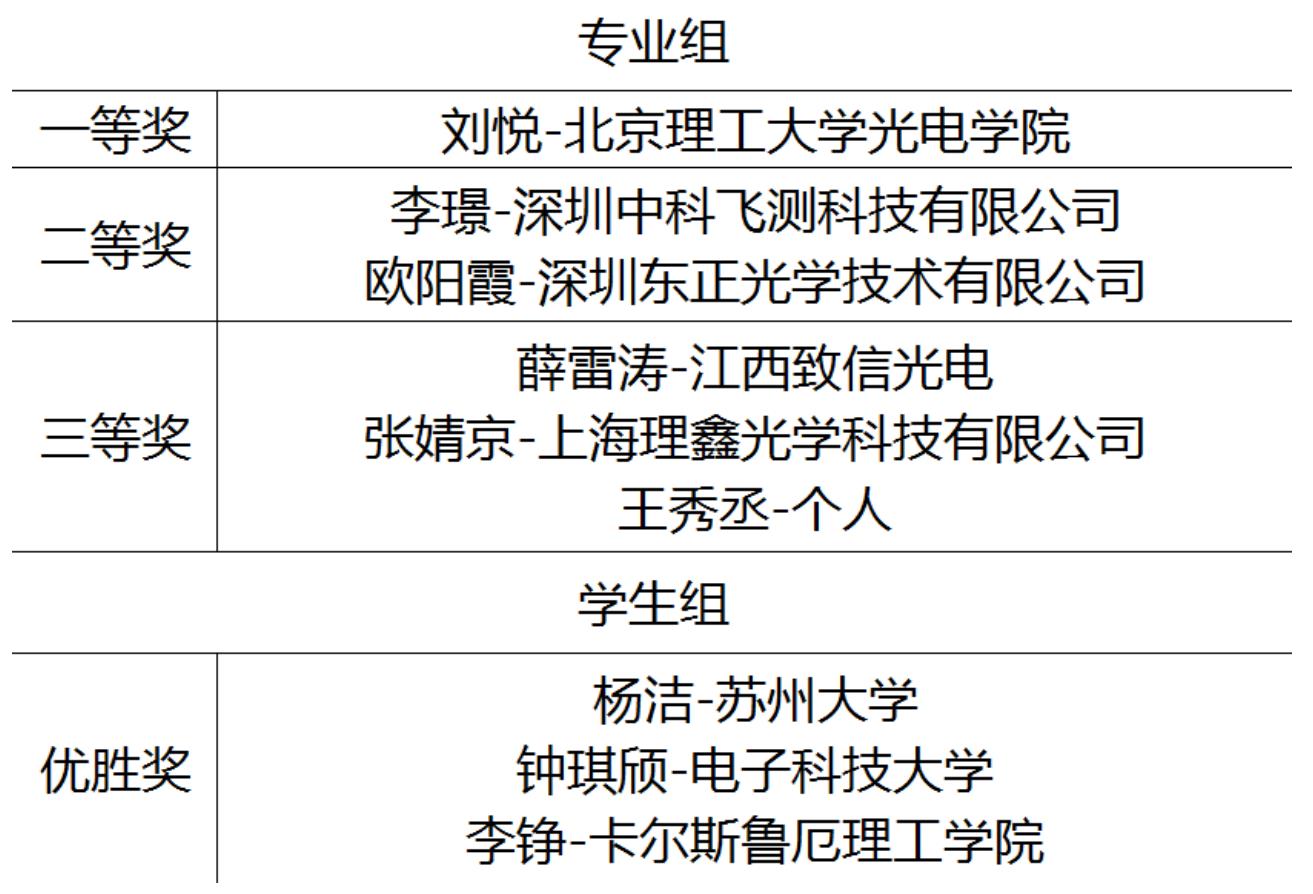 专业组
一等奖
刘悦-北京理工大学光电学院
二等奖
李璟-深圳中科飞测科技有限公司
欧阳霞-深圳东正光学技术有限公司
三等奖
薛雷涛-江西致信光电
张婧京-上海理鑫光学科技有限公司
王秀丞-个人
学生组
优胜奖
杨洁-苏州大学
钟琪颀-电子科技大学
李铮-卡尔斯鲁厄理工学院